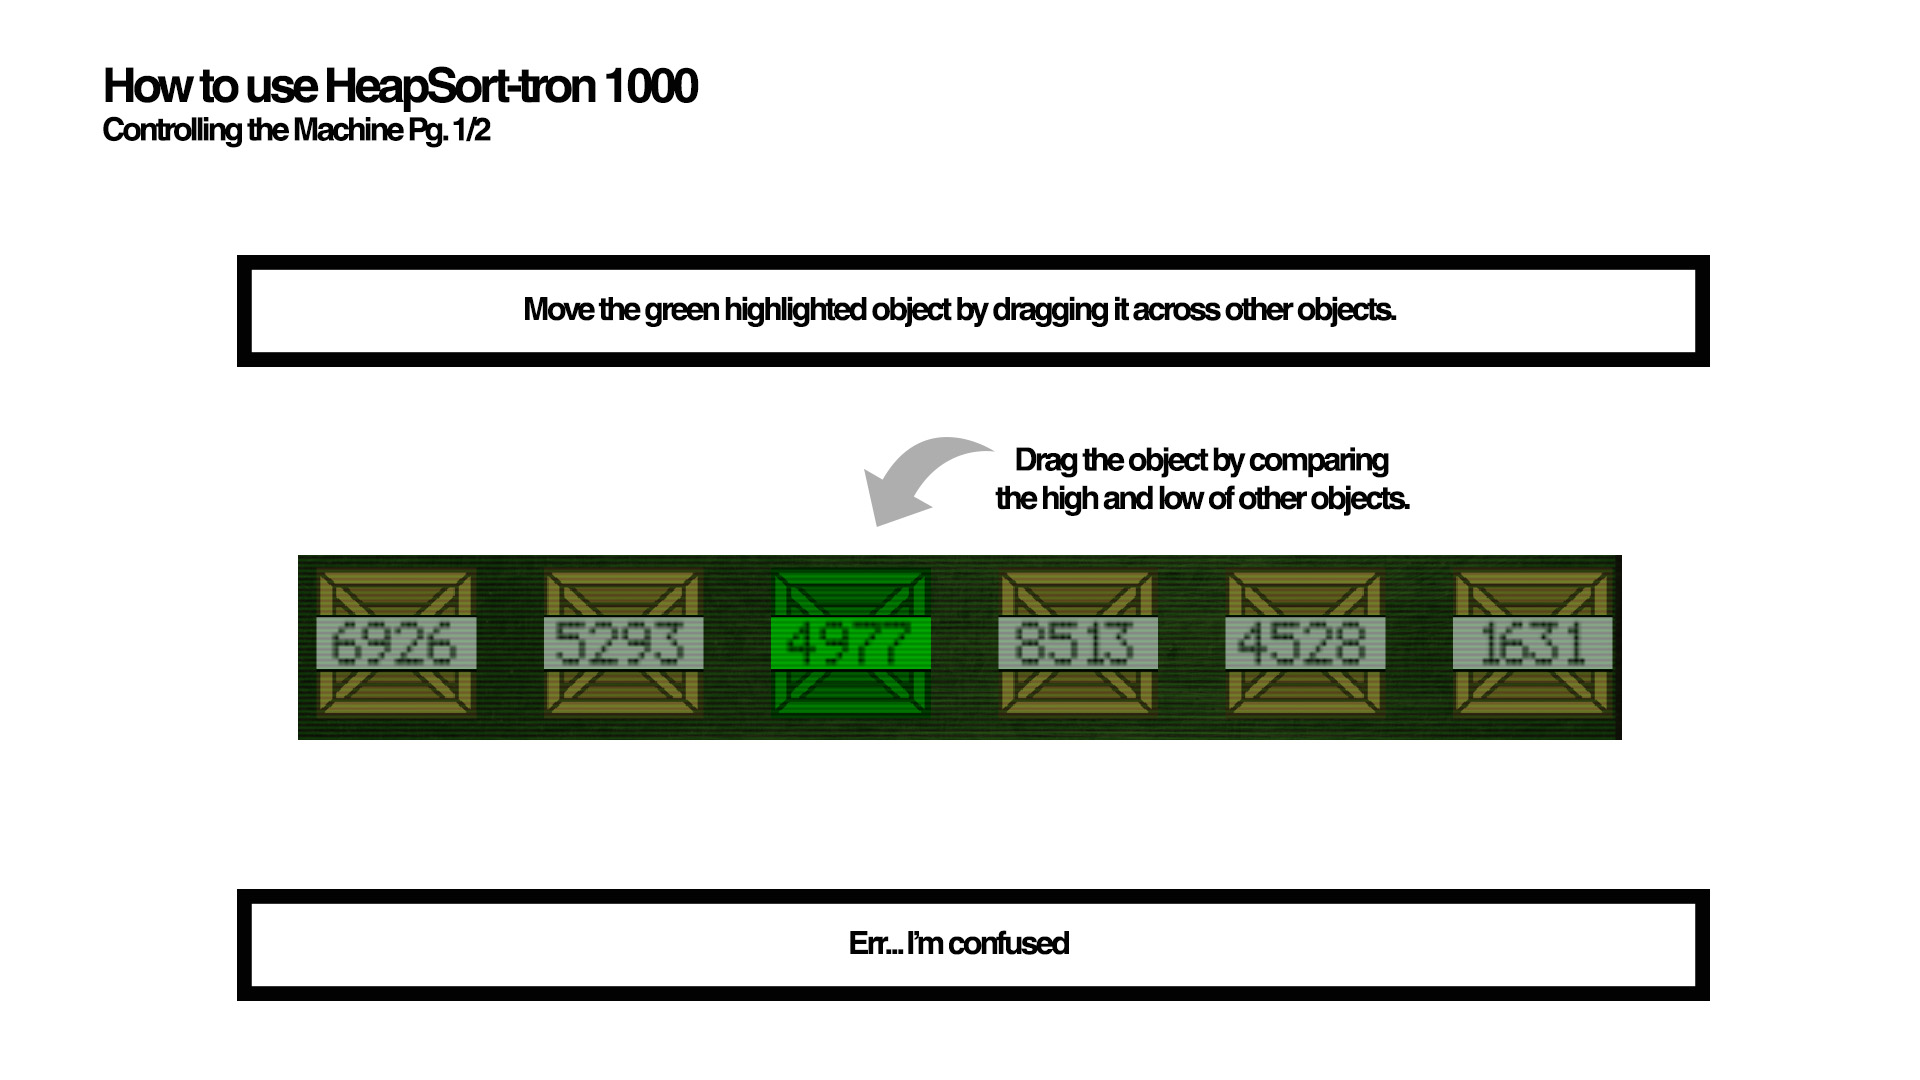 How to use HeapSort-tron 1000
Controlling the Machine Pg. 1/2
Move the green highlighted object by dragging it across other objects.
Drag the object by comparing
the high and low of other objects.
6926 5293 4977 8513 4528 1631
Err... I'm confused